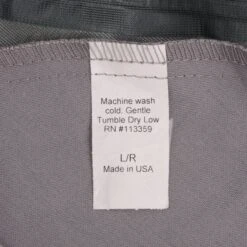 Machine wash
cold. Gentle
Tumble Dry Low
RN #113359
L/R
Made in USA